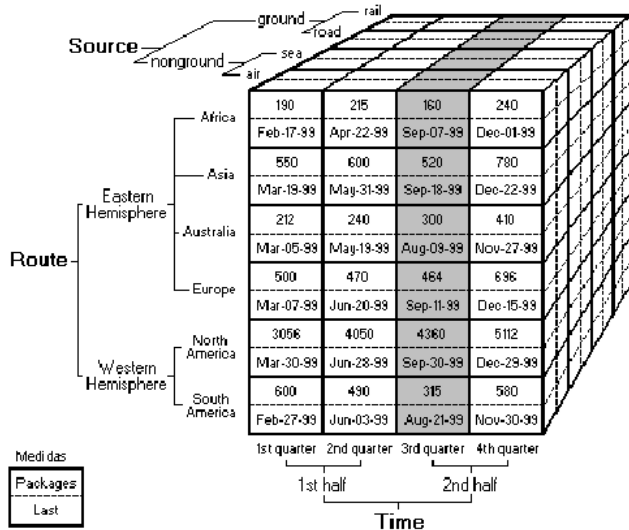 ground
rail
road
Source
nonground
sea
air
Africa
190 215 160 240
Feb-17-99 Apr-22-99 Sep-07-99 Dec-01-99
Asia
550 600 520 780
Mar-19-99 May-31-99 Sep-18-99 Dec-22-99
Eastern
Hemisphere
Australia
212 240 300 410
Mar-05-99 May-19-99 Aug-09-99 Nov-27-99
Route
Europe
500 470 464 696
Mar-07-99 Jun-20-99 Sep-11-99 Dec-15-99
Western
Hemisphere
North
America
3056 4050 4360 5112
Mar-30-99 Jun-28-99 Sep-30-99 Dec-29-99
South
America
600 490 315 580
Feb-27-99 Jun-03-99 Aug-21-99 Nov-30-99
Medidas
Packages
Last
1st quarter 2nd quarter 3rd quarter 4th quarter
1st half 2nd half
Time